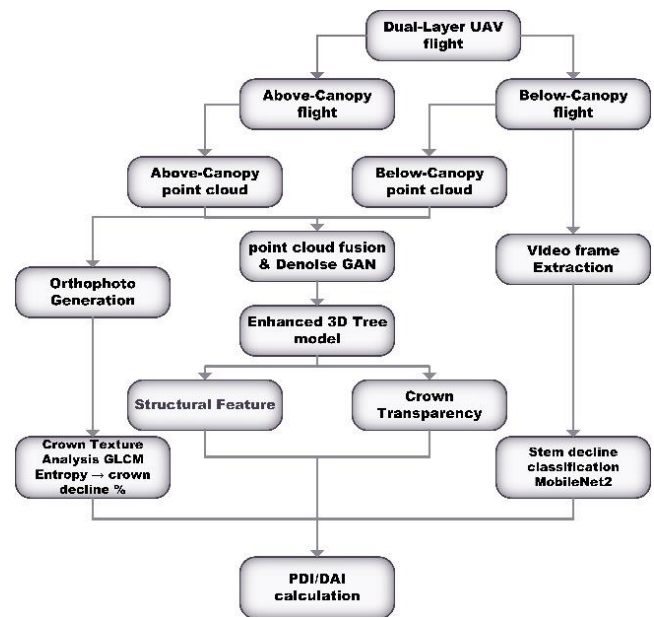 Dual-Layer UAV
flight
Above-Canopy
flight
Below-Canopy
flight
Above-Canopy
point cloud
Below-Canopy
point cloud
point cloud fusion
& Denoise GAN
Video frame
Extraction
Orthophoto
Generation
Enhanced 3D Tree
model
Structural Feature
Crown
Transparency
Crown Texture
Analysis GLCM
Entropy → crown
decline %
Stem decline
classification
MobileNet2
PDI/DAI
calculation